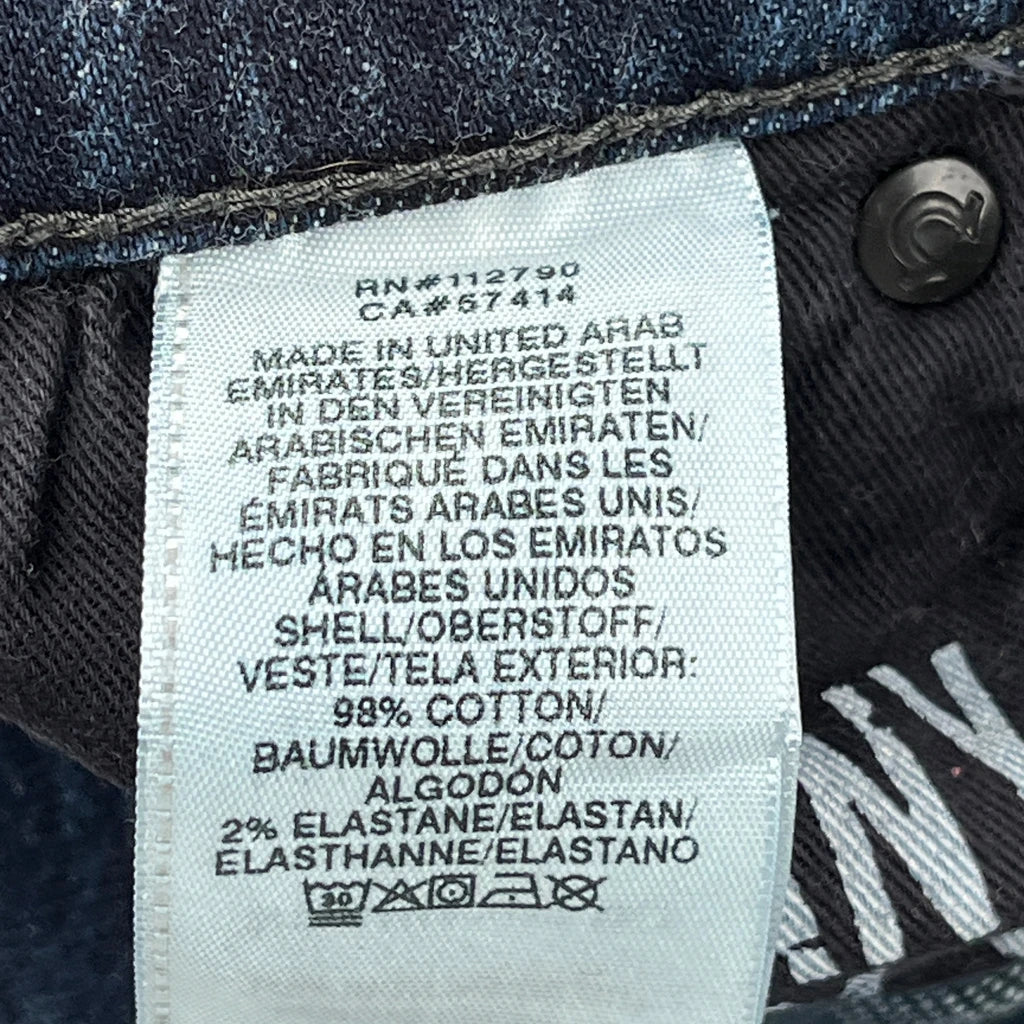 RN#112790
CA#57414
MADE IN UNITED ARAB
EMIRATES/HERGESTELLT
IN DEN VEREINIGTEN
ARABISCHEN EMIRATEN/
FABRIQUÉ DANS LES
ÉMIRATS ARABES UNIS/
HECHO EN LOS EMIRATOS
ÁRABES UNIDOS
SHELL/OBERSTOFF/
VESTE/TELA EXTERIOR:
98% COTTON/
BAUMWOLLE/COTON/
ALGODÓN
2% ELASTANE/ELASTAN/
ÉLASTHANNE/ELASTANO
30